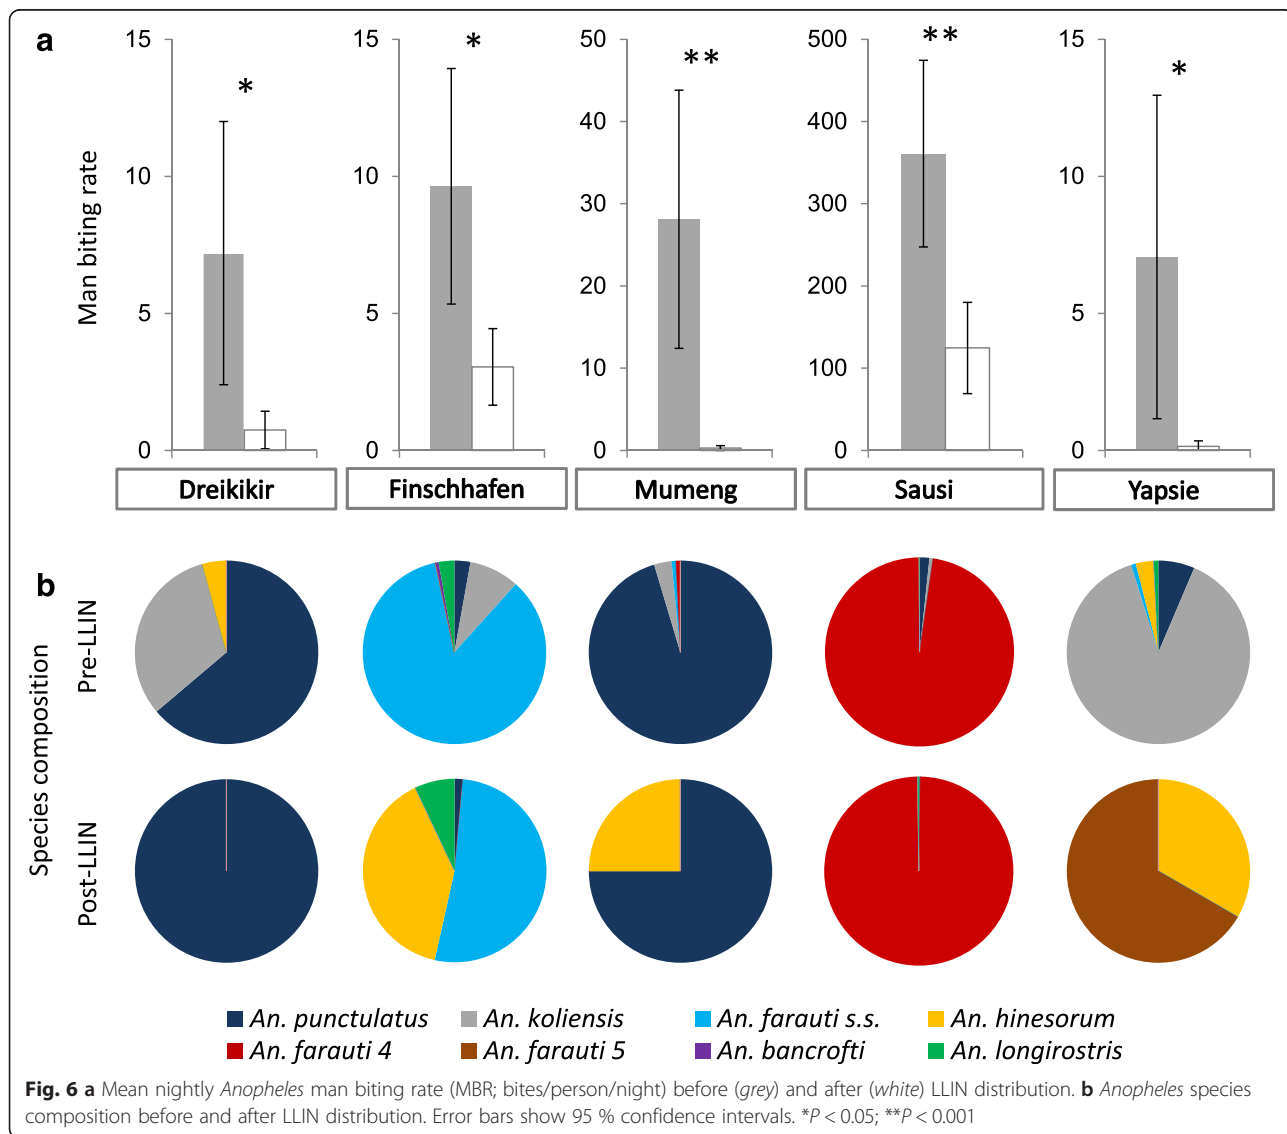 a
Man biting rate
15
10
5
0
*
Dreikikir
15
10
5
0
*
Finschhafen
50
40
30
20
10
0
**
Mumeng
500
400
300
200
100
0
**
Sausi
15
10
5
0
*
Yapsie
b
Species composition
Pre-LLIN
Post-LLIN
An. punctulatus An. koliensis An. farauti s.s. An. hinesorum
An. farauti 4 An. farauti 5 An. bancrofti An. longirostris
Fig. 6 a Mean nightly Anopheles man biting rate (MBR; bites/person/night) before (grey) and after (white) LLIN distribution. b Anopheles species
composition before and after LLIN distribution. Error bars show 95 % confidence intervals. *P < 0.05; **P < 0.001